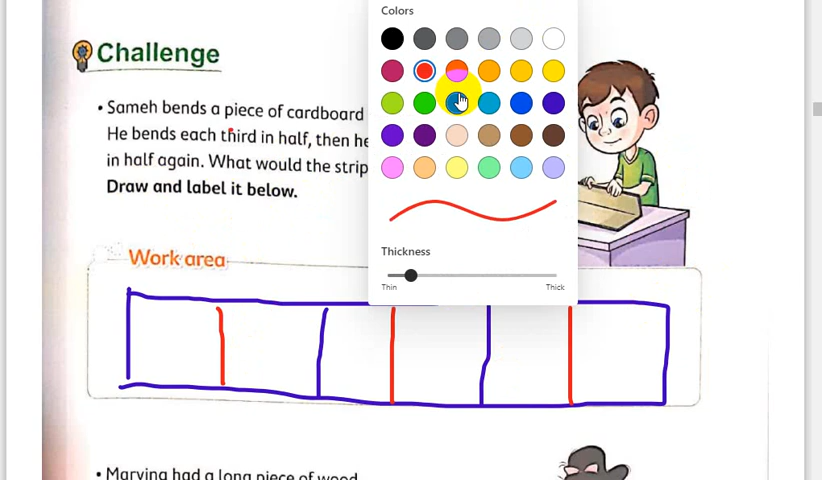 Colors
Challenge
• Sameh bends a piece of cardboard
He bends each third in half, then he
in half again. What would the strip
Draw and label it below.
Thickness
Thin Thick
Work area
• Marving had a long piece of wood